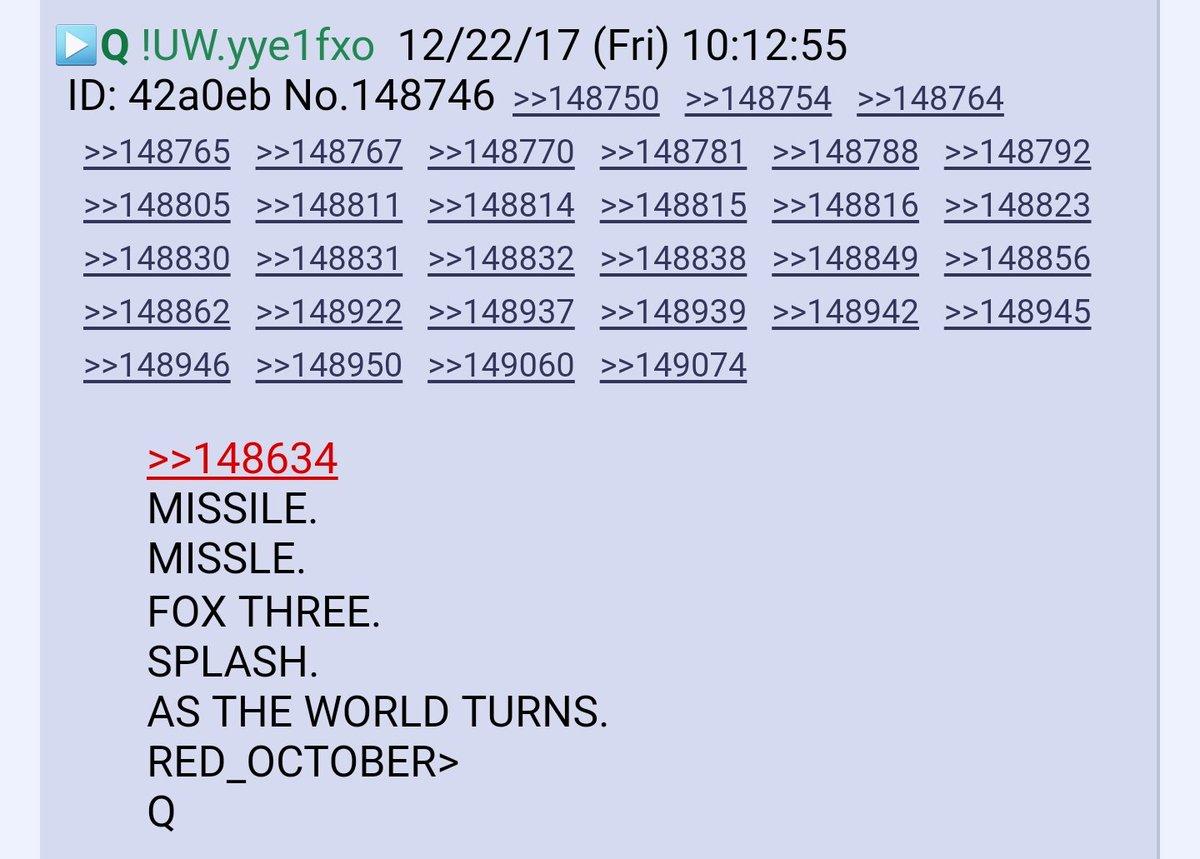 Q !UW.yye1fxo 12/22/17 (Fri) 10:12:55
ID: 42a0eb No.148746 >>148750 >>148754 >>148764
>>148765 >>148767 >>148770 >>148781 >>148788 >>148792
>>148805 >>148811 >>148814 >>148815 >>148816 >>148823
>>148830 >>148831 >>148832 >>148838 >>148849 >>148856
>>148862 >>148922 >>148937 >>148939 >>148942 >>148945
>>148946 >>148950 >>149060 >>149074
>>148634
MISSILE.
MISSLE.
FOX THREE.
SPLASH.
AS THE WORLD TURNS.
RED_OCTOBER>
Q